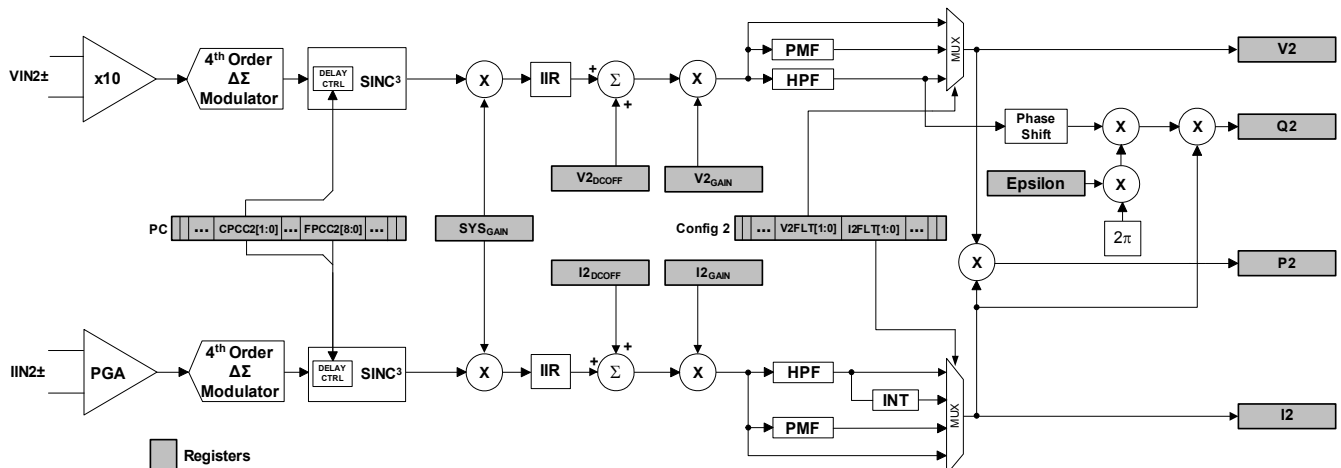 VIN2±
x10
4th Order
ΔΣ
Modulator
DELAY
CTRL
SINC³
X
IIR
+
Σ
+
X
PMF
HPF
MUX
V2
Phase
Shift
X
X
Q2
V2DCOFF
V2GAIN
Epsilon
X
2π
PC
... CPCC2[1:0] ... FPCC2[8:0] ...
SYSGAIN
Config 2
... V2FLT[1:0] I2FLT[1:0] ...
I2DCOFF
I2GAIN
X
P2
IIN2±
PGA
4th Order
ΔΣ
Modulator
DELAY
CTRL
SINC³
X
IIR
+
+
Σ
X
HPF
INT
PMF
MUX
I2
Registers